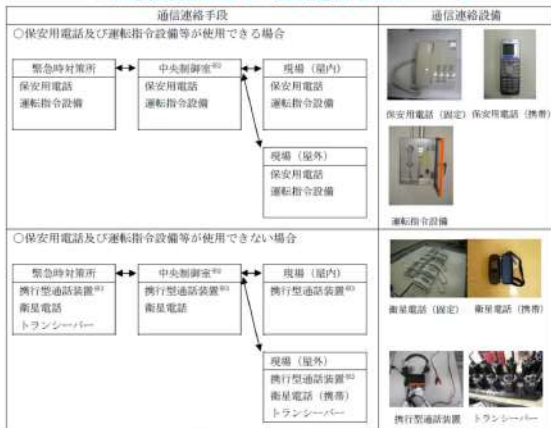 通信連絡手段
通信連絡設備
○保安用電話及び運転指令設備等が使用できる場合
緊急時対策所
保安用電話
運転指令設備
中央制御室※2
保安用電話
運転指令設備
現場（屋内）
保安用電話
運転指令設備
現場（屋外）
保安用電話
運転指令設備
保安用電話（固定）
保安用電話（携帯）
運転指令設備
○保安用電話及び運転指令設備等が使用できない場合
緊急時対策所
携行型通話装置※3
衛星電話
トランシーバー
中央制御室※2
携行型通話装置※3
衛星電話
現場（屋内）
携行型通話装置※3
現場（屋外）
携行型通話装置※3
衛星電話（携帯）
トランシーバー
衛星電話（固定）
衛星電話（携帯）
携行型通話装置
トランシーバー